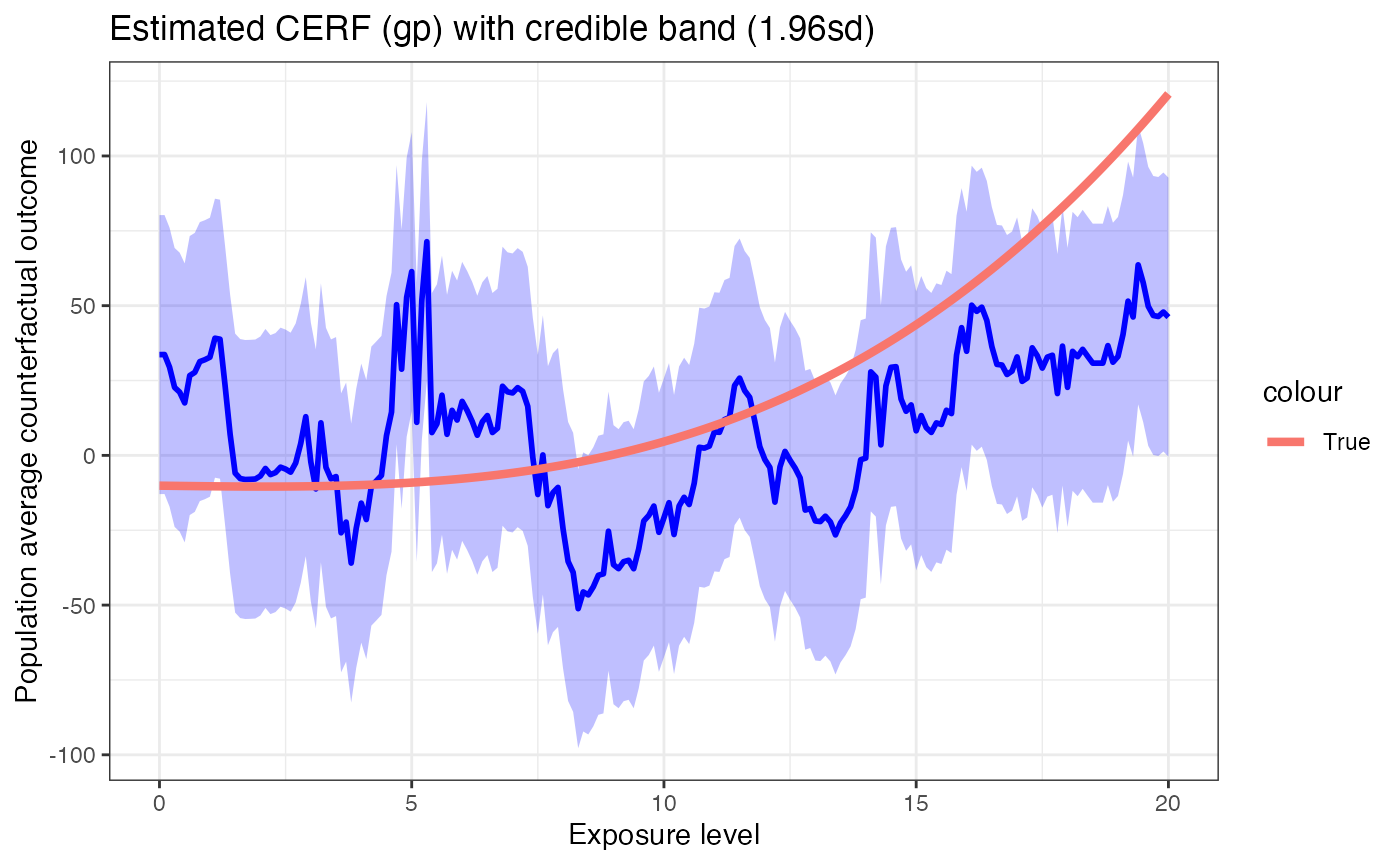 Estimated CERF (gp) with credible band (1.96sd)
Population average counterfactual outcome
100
50
0
-50
-100
0
5
10
15
20
Exposure level
colour
True